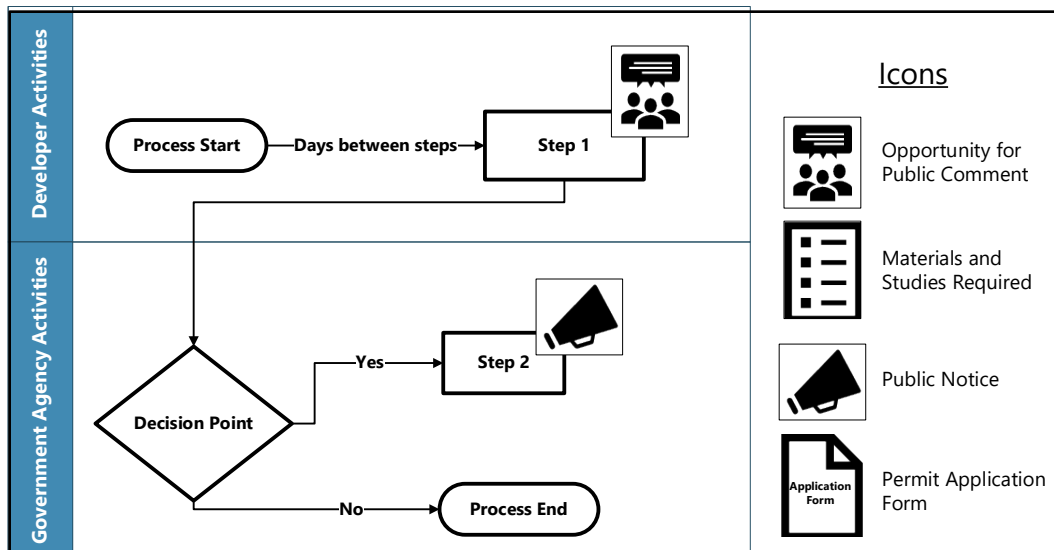 Developer Activities
Process Start
Days between steps
Step 1
Government Agency Activities
Decision Point
Yes
Step 2
No
Process End
Icons
Opportunity for
Public Comment
Materials and
Studies Required
Public Notice
Application
Form
Permit Application
Form